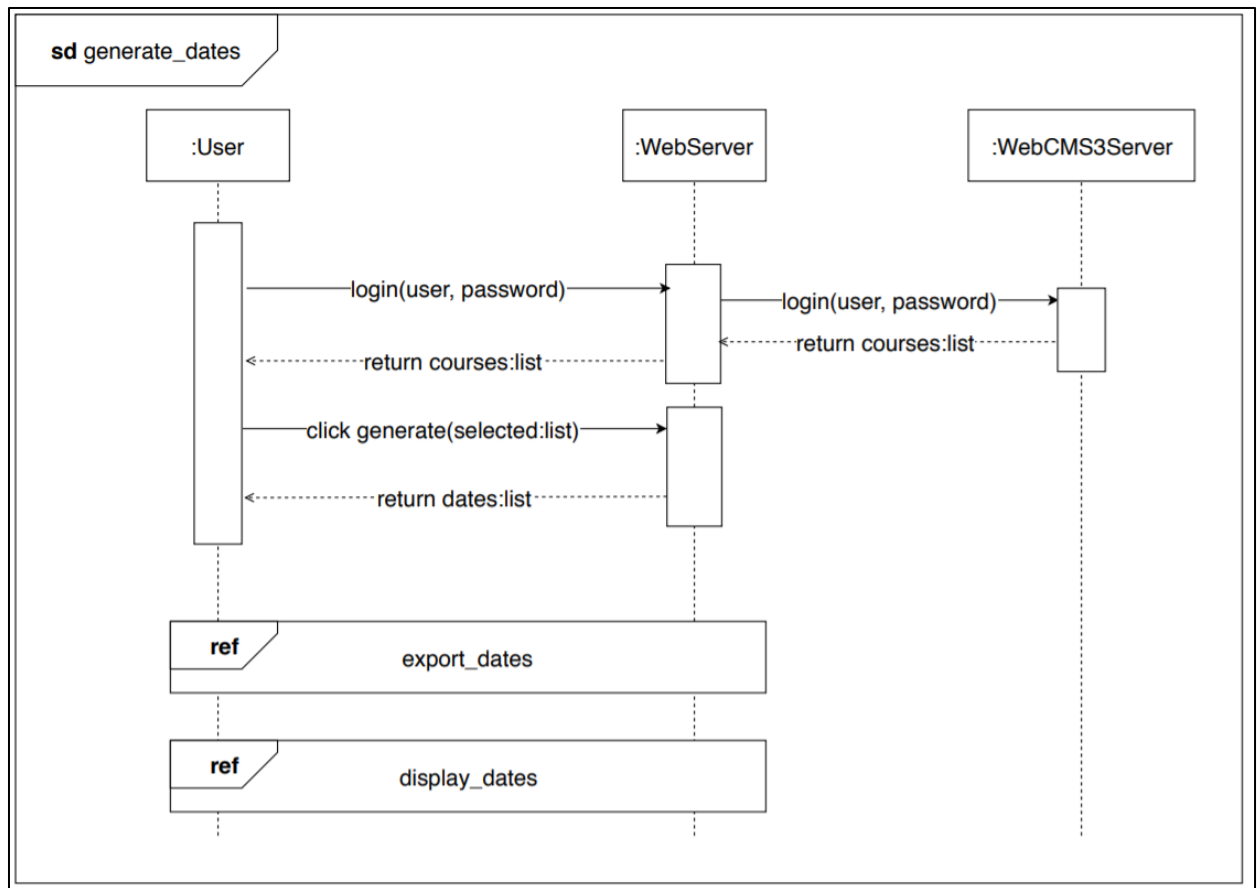 sd generate_dates
:User
:WebServer
:WebCMS3Server
login(user, password)
login(user, password)
return courses:list
return courses:list
click generate(selected:list)
return dates:list
ref
export_dates
ref
display_dates